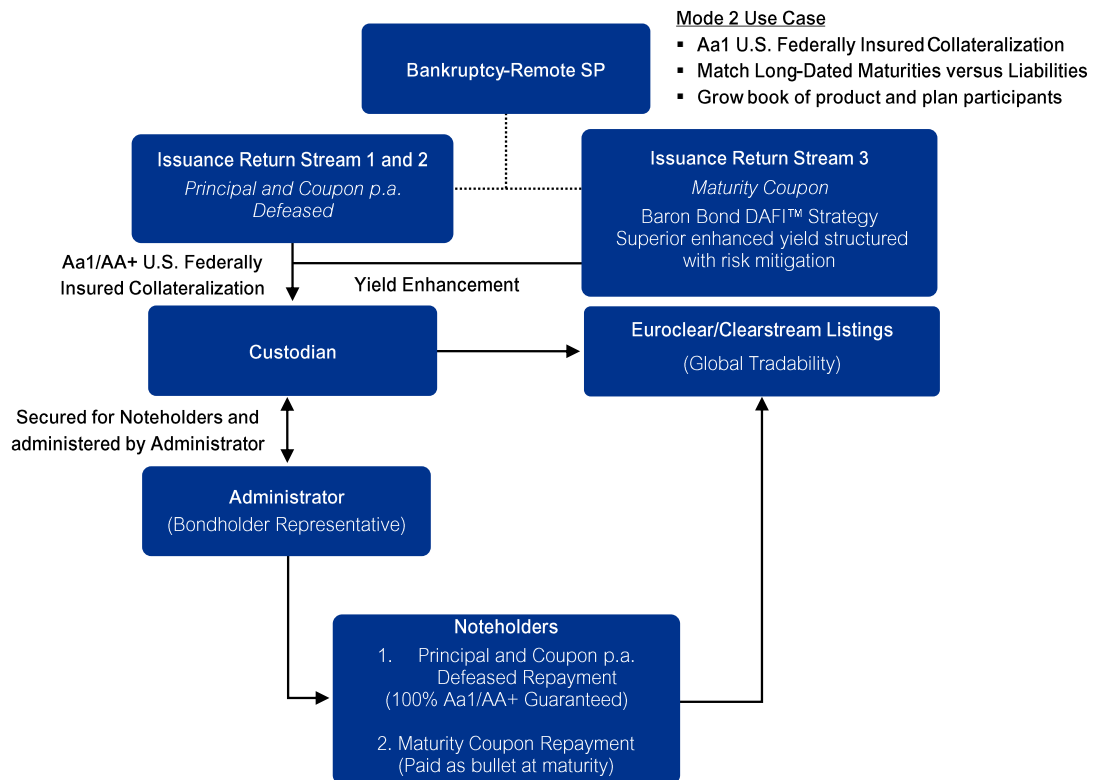 Mode 2 Use Case
▪ Aa1 U.S. Federally Insured Collateralization
▪ Match Long-Dated Maturities versus Liabilities
▪ Grow book of product and plan participants
Bankruptcy-Remote SP
Issuance Return Stream 1 and 2
Principal and Coupon p.a.
Defeased
Issuance Return Stream 3
Maturity Coupon
Baron Bond DAFI™ Strategy
Superior enhanced yield structured
with risk mitigation
Aa1/AA+ U.S. Federally
Insured Collateralization
Yield Enhancement
Custodian
Euroclear/Clearstream Listings
(Global Tradability)
Secured for Noteholders and
administered by Administrator
Administrator
(Bondholder Representative)
Noteholders
1. Principal and Coupon p.a.
Defeased Repayment
(100% Aa1/AA+ Guaranteed)
2. Maturity Coupon Repayment
(Paid as bullet at maturity)